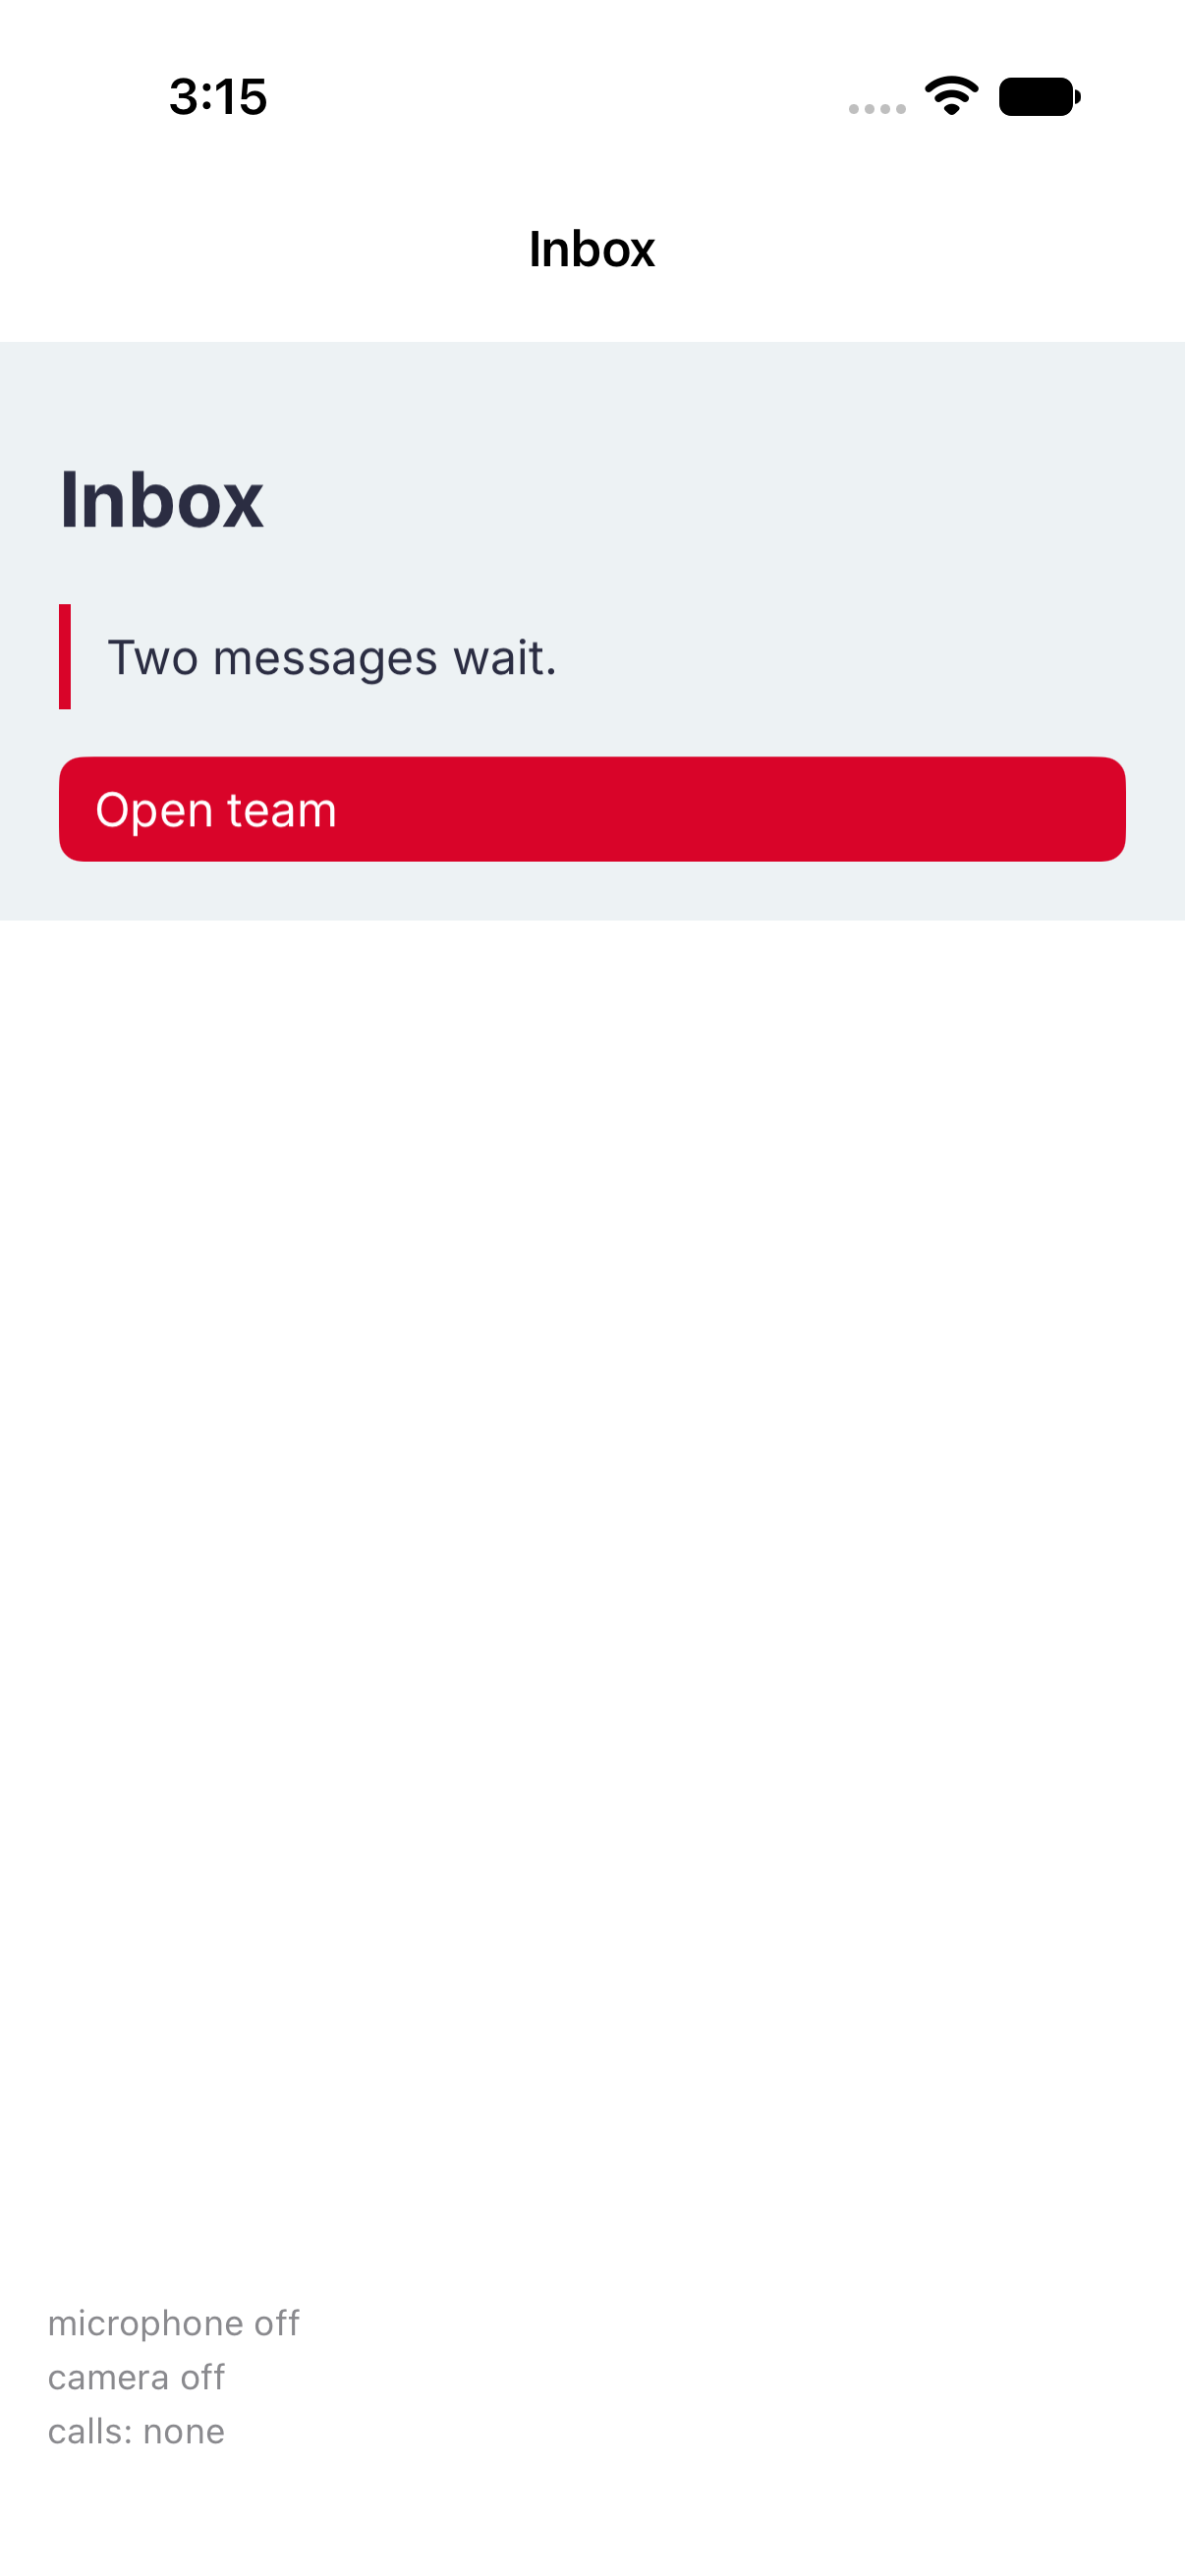 3:15
Inbox
Inbox
Two messages wait.
Open team
microphone off
camera off
calls: none